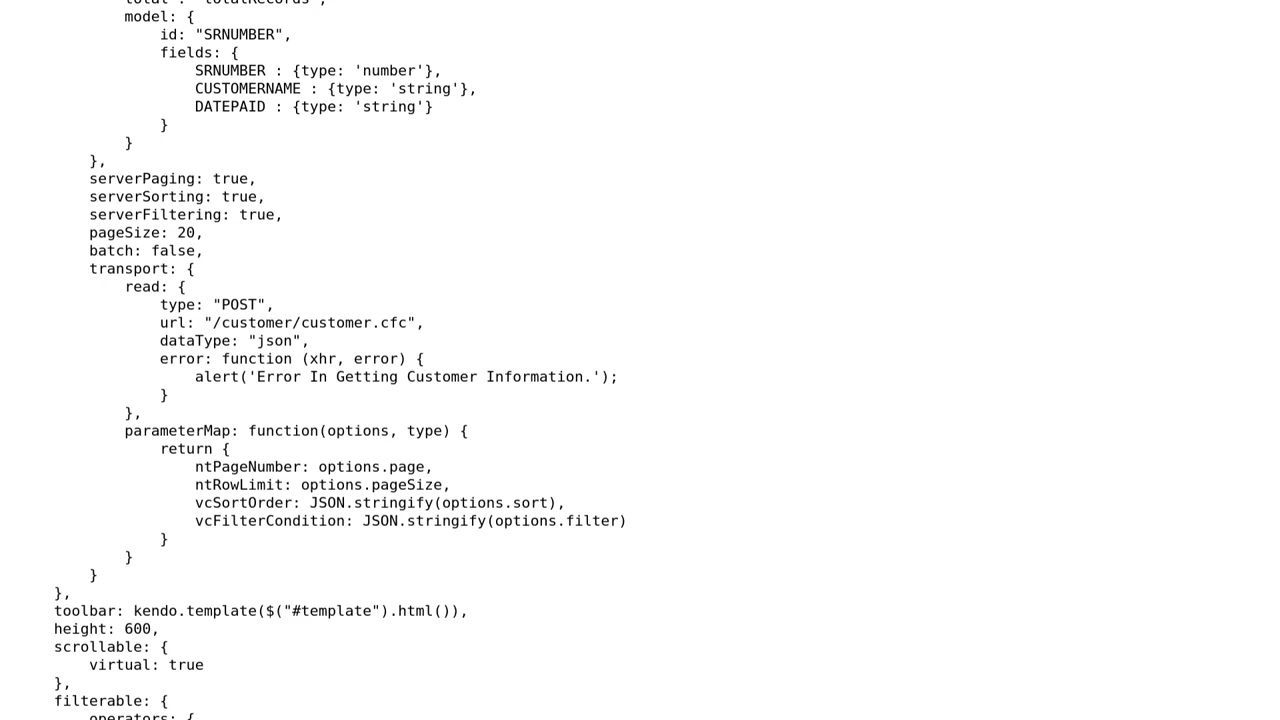 total : "totalRecords",
model: {
id: "SRNUMBER",
fields: {
SRNUMBER : {type: 'number'},
CUSTOMERNAME : {type: 'string'},
DATEPAID : {type: 'string'}
}
}
},
serverPaging: true,
serverSorting: true,
serverFiltering: true,
pageSize: 20,
batch: false,
transport: {
read: {
type: "POST",
url: "/customer/customer.cfc",
dataType: "json",
error: function (xhr, error) {
alert('Error In Getting Customer Information.');
}
},
parameterMap: function(options, type) {
return {
ntPageNumber: options.page,
ntRowLimit: options.pageSize,
vcSortOrder: JSON.stringify(options.sort),
vcFilterCondition: JSON.stringify(options.filter)
}
}
}
},
toolbar: kendo.template($("#template").html()),
height: 600,
scrollable: {
virtual: true
},
filterable: {
operators: {